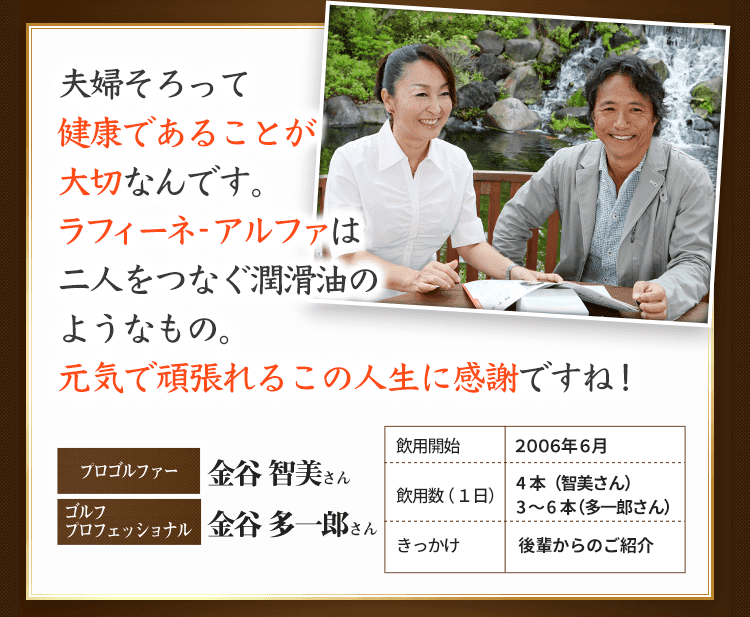 夫婦そろって
健康であることが
大切なんです。
ラフィーネ-アルファは
二人をつなぐ潤滑油の
ようなもの。
元気で頑張れるこの人生に感謝ですね！
プロゴルファー 金谷 智美さん
ゴルフ
プロフェッショナル 金谷 多一郎さん
飲用開始 2006年6月
飲用数（1日） 4本（智美さん）
3～6本（多一郎さん）
きっかけ 後輩からのご紹介